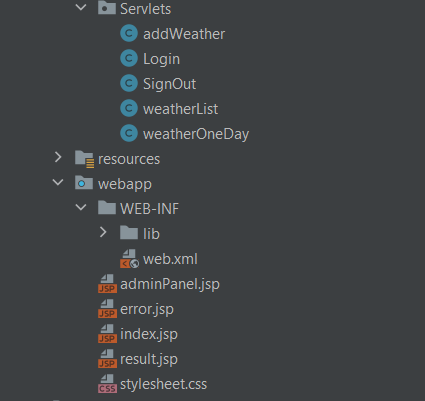 Servlets
addWeather
Login
SignOut
weatherList
weatherOneDay
resources
webapp
WEB-INF
lib
web.xml
adminPanel.jsp
error.jsp
index.jsp
result.jsp
stylesheet.css